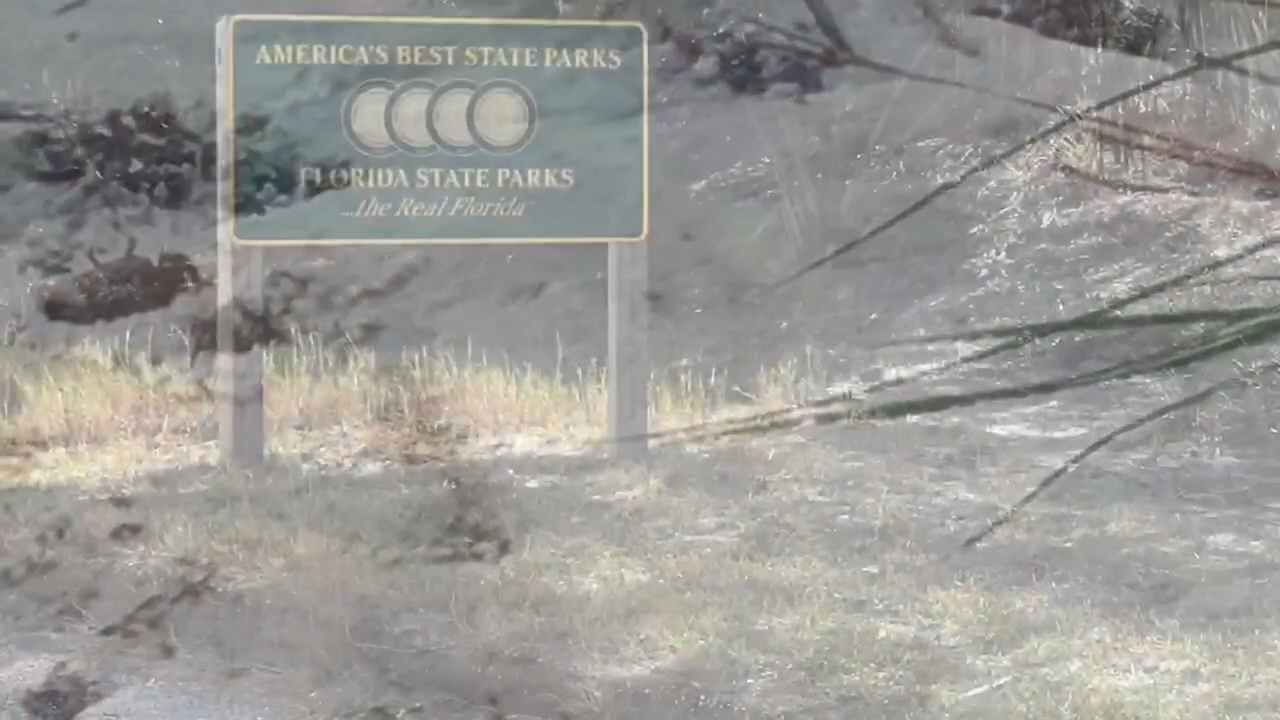 AMERICA'S BEST STATE PARKS
FLORIDA STATE PARKS
...the Real Florida